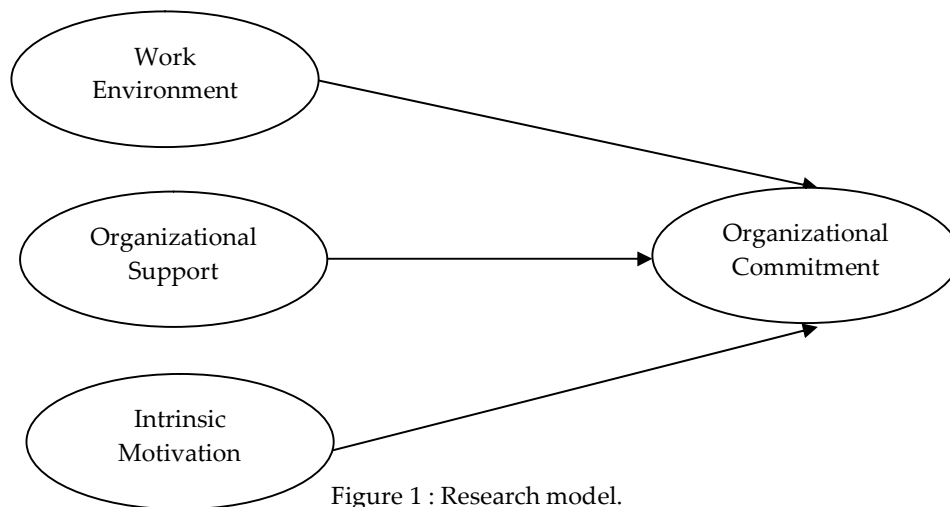 Work
Environment
Organizational
Support
Organizational
Commitment
Intrinsic
Motivation
Figure 1 : Research model.